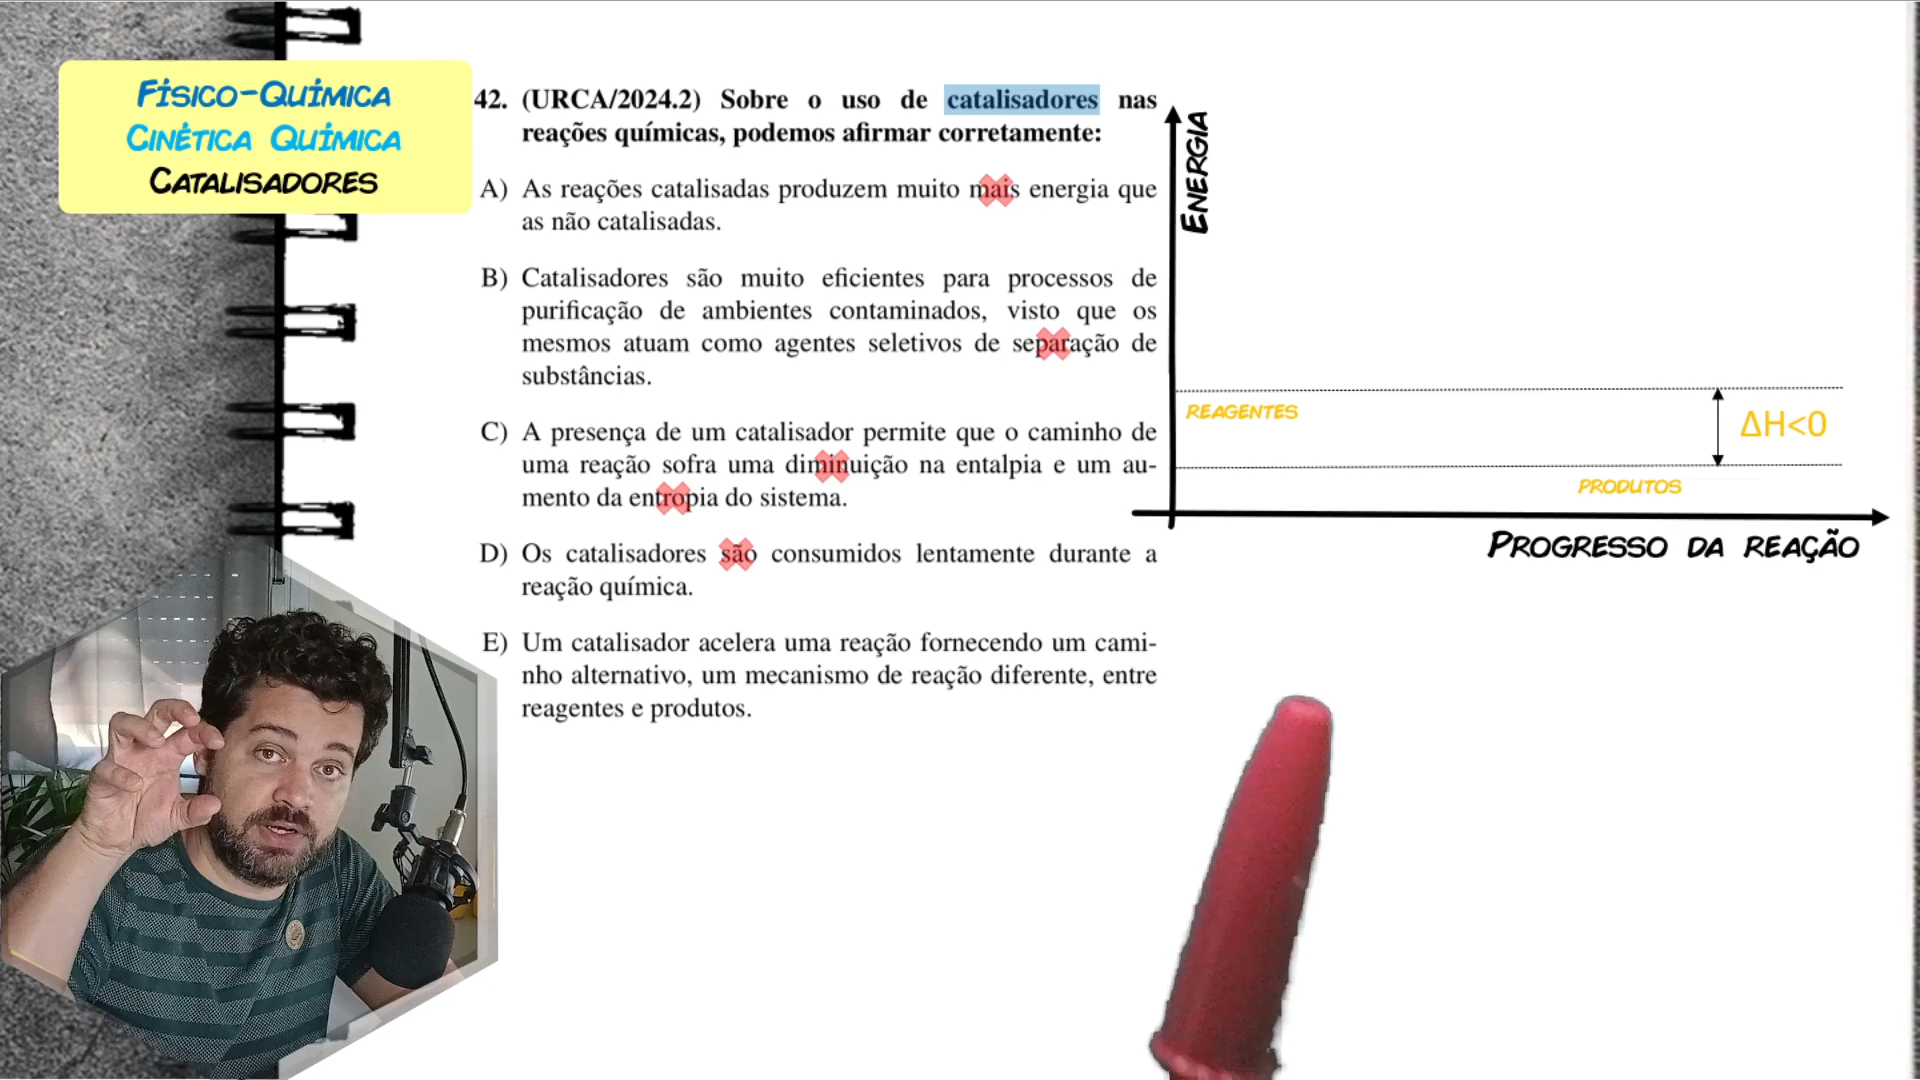 Físico-Química
Cinética Química
Catalisadores
42. (URCA/2024.2) Sobre o uso de catalisadores nas
reações químicas, podemos afirmar corretamente:
A) As reações catalisadas produzem muito mais energia que
as não catalisadas.
B) Catalisadores são muito eficientes para processos de
purificação de ambientes contaminados, visto que os
mesmos atuam como agentes seletivos de separação de
substâncias.
C) A presença de um catalisador permite que o caminho de
uma reação sofra uma diminuição na entalpia e um au-
mento da entropia do sistema.
D) Os catalisadores são consumidos lentamente durante a
reação química.
E) Um catalisador acelera uma reação fornecendo um cami-
nho alternativo, um mecanismo de reação diferente, entre
reagentes e produtos.
Energia
Reagentes
ΔH<0
Produtos
Progresso da reação